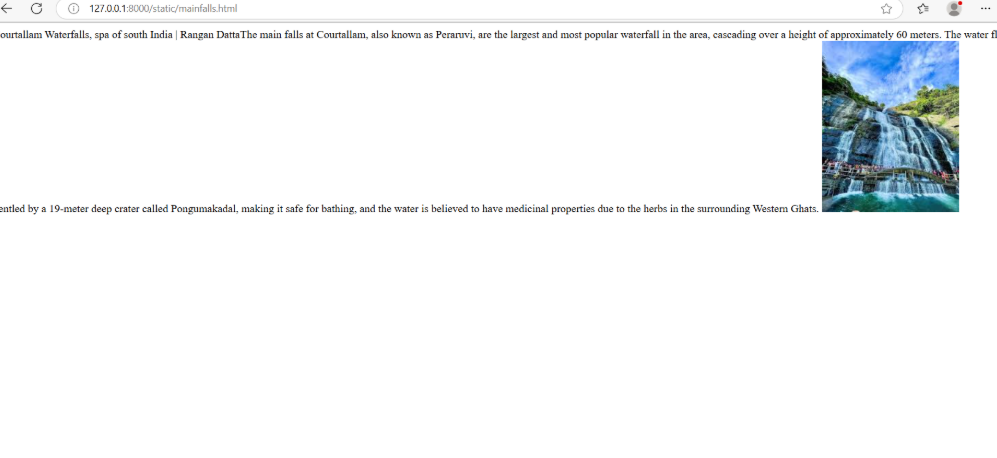 127.0.0.1:8000/static/mainfalls.html
ourtallam Waterfalls, spa of south India | Rangan DattaThe main falls at Courtallam, also known as Peraruvi, are the largest and most popular waterfall in the area, cascading over a height of approximately 60 meters. The water fl
entled by a 19-meter deep crater called Pongumakadal, making it safe for bathing, and the water is believed to have medicinal properties due to the herbs in the surrounding Western Ghats.